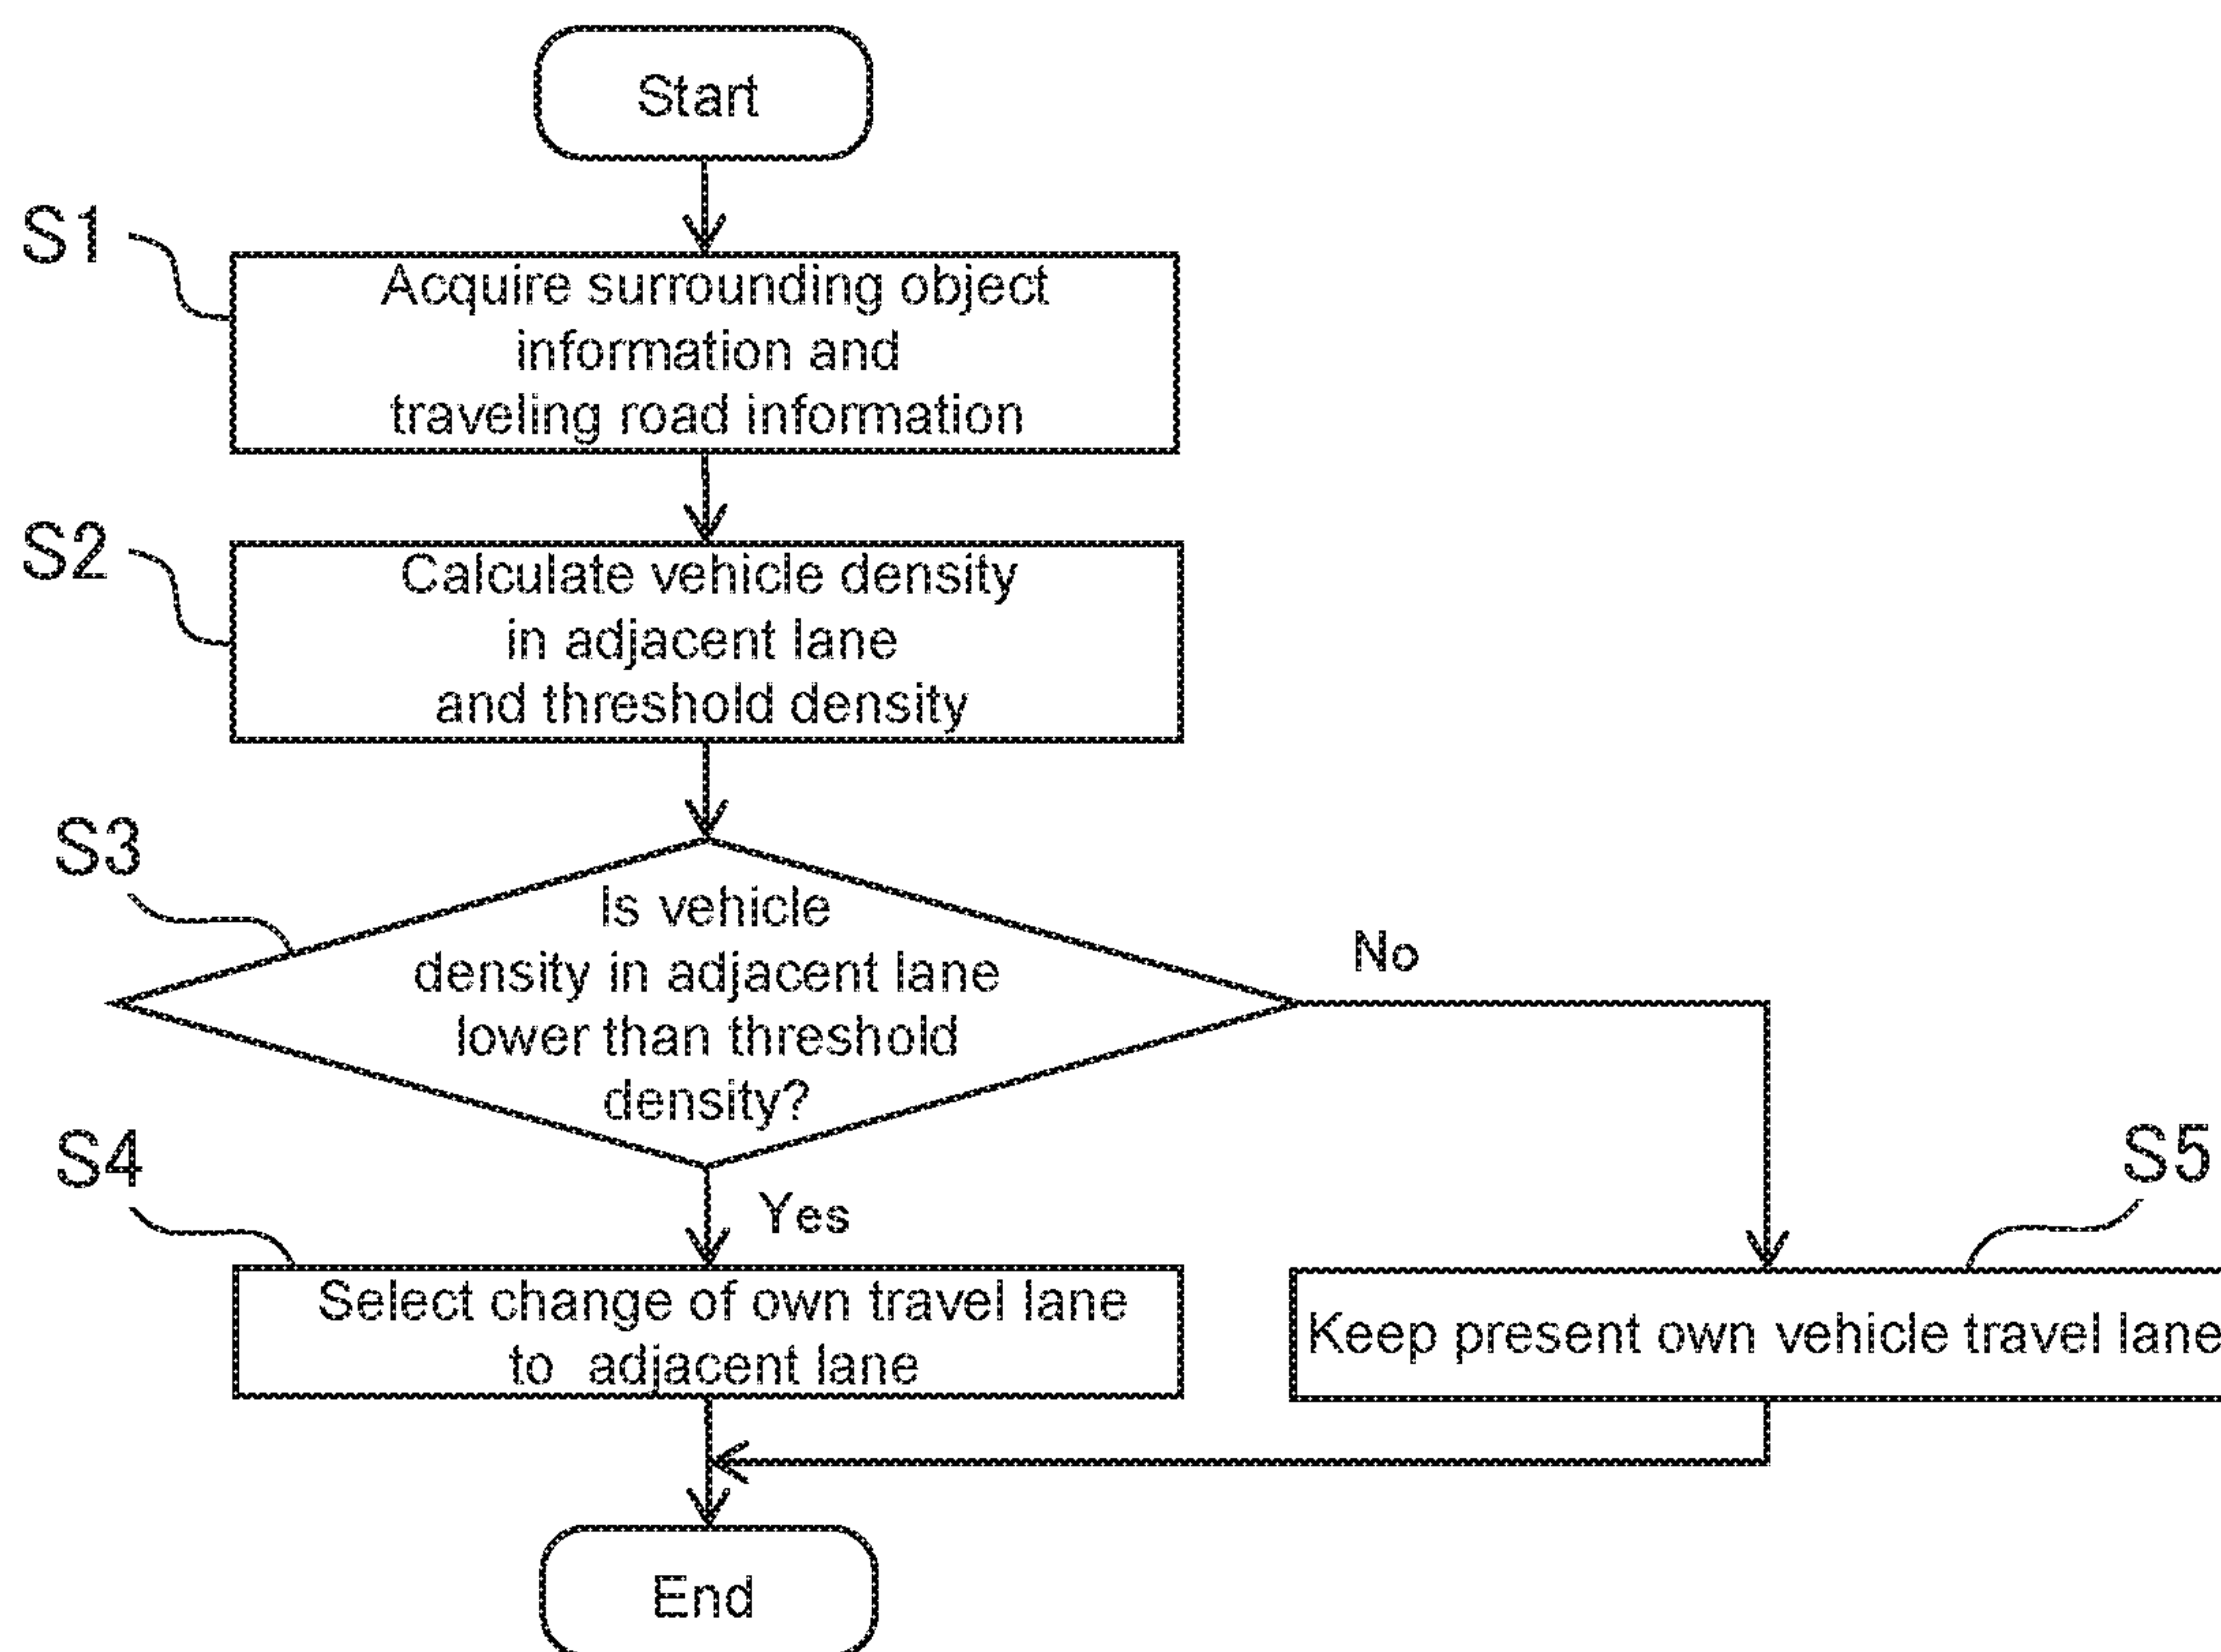 Start
S1
Acquire surrounding object
information and
traveling road information
S2
Calculate vehicle density
in adjacent lane
and threshold density
S3
Is vehicle
density in adjacent lane
lower than threshold
density?
No
Yes
S4
Select change of own travel lane
to adjacent lane
S5
Keep present own vehicle travel lane
End